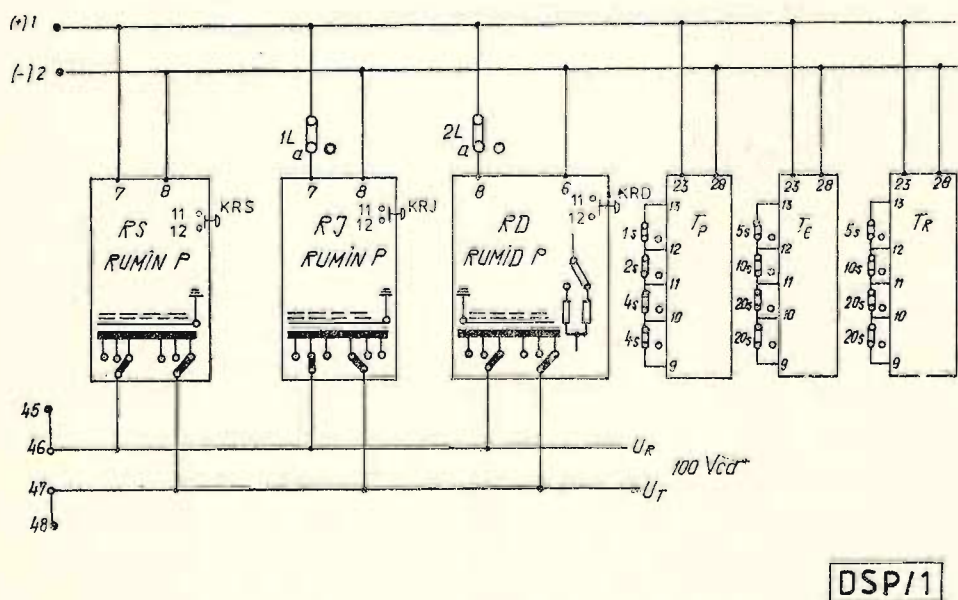 (+)1
(-)2
1L
a
2L
a
7 8
11
12
KRS
RS
RUMIN P
7 8
11
12
KRJ
RJ
RUMIN P
8 6
11
12
KRD
RD
RUMID P
23 28
13
TP
1s
12
2s
11
4s
10
4s
9
23 28
13
TE
5s
12
10s
11
20s
10
20s
9
23 28
13
TR
5s
12
10s
11
20s
10
20s
9
45
46
UR
100
47
UT
48
DSP/1